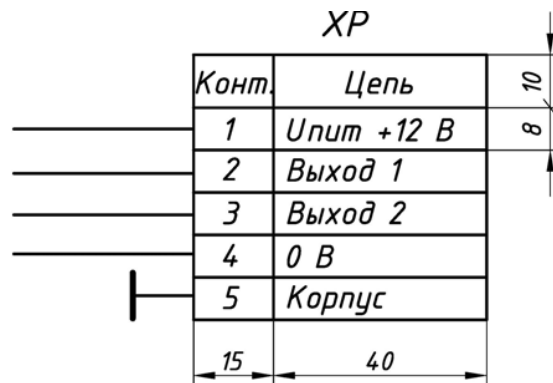 XP
Конт. Цепь
1 Uпит +12 В
2 Выход 1
3 Выход 2
4 0 В
5 Корпус
10
8
15 40